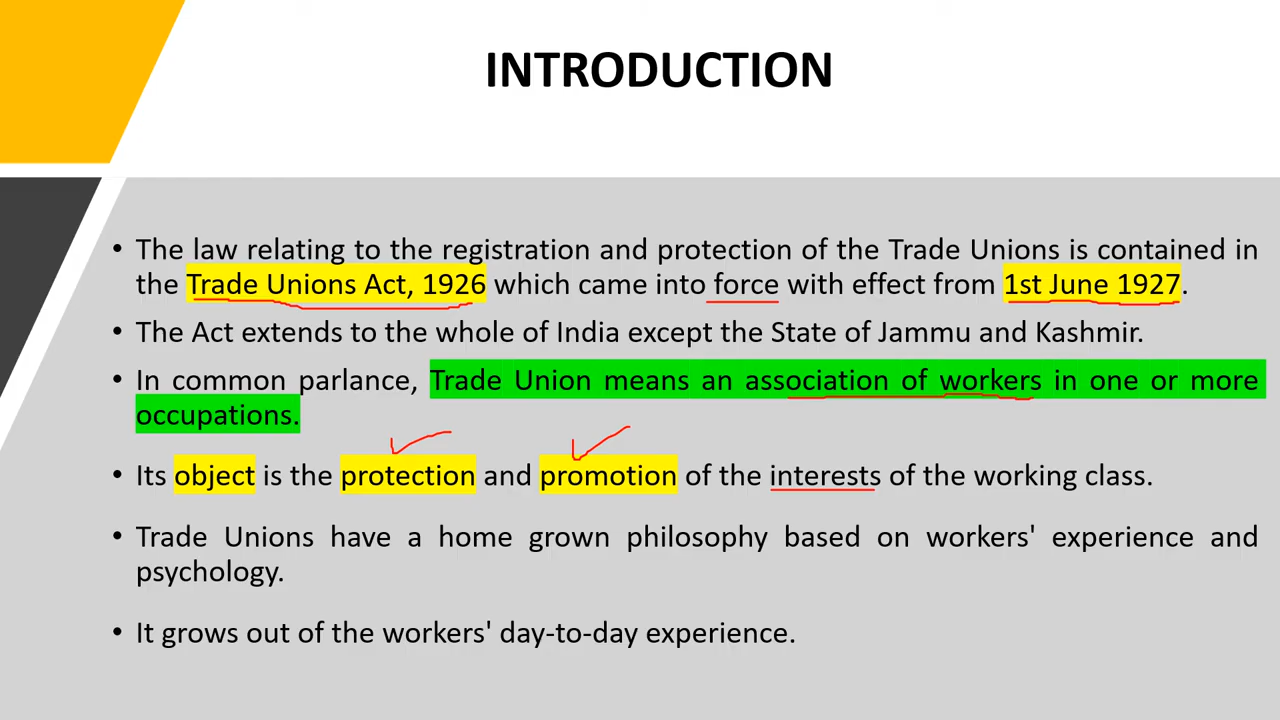 INTRODUCTION
• The law relating to the registration and protection of the Trade Unions is contained in
the Trade Unions Act, 1926 which came into force with effect from 1st June 1927.
• The Act extends to the whole of India except the State of Jammu and Kashmir.
• In common parlance, Trade Union means an association of workers in one or more
occupations.
• Its object is the protection and promotion of the interests of the working class.
• Trade Unions have a home grown philosophy based on workers' experience and
psychology.
• It grows out of the workers' day-to-day experience.